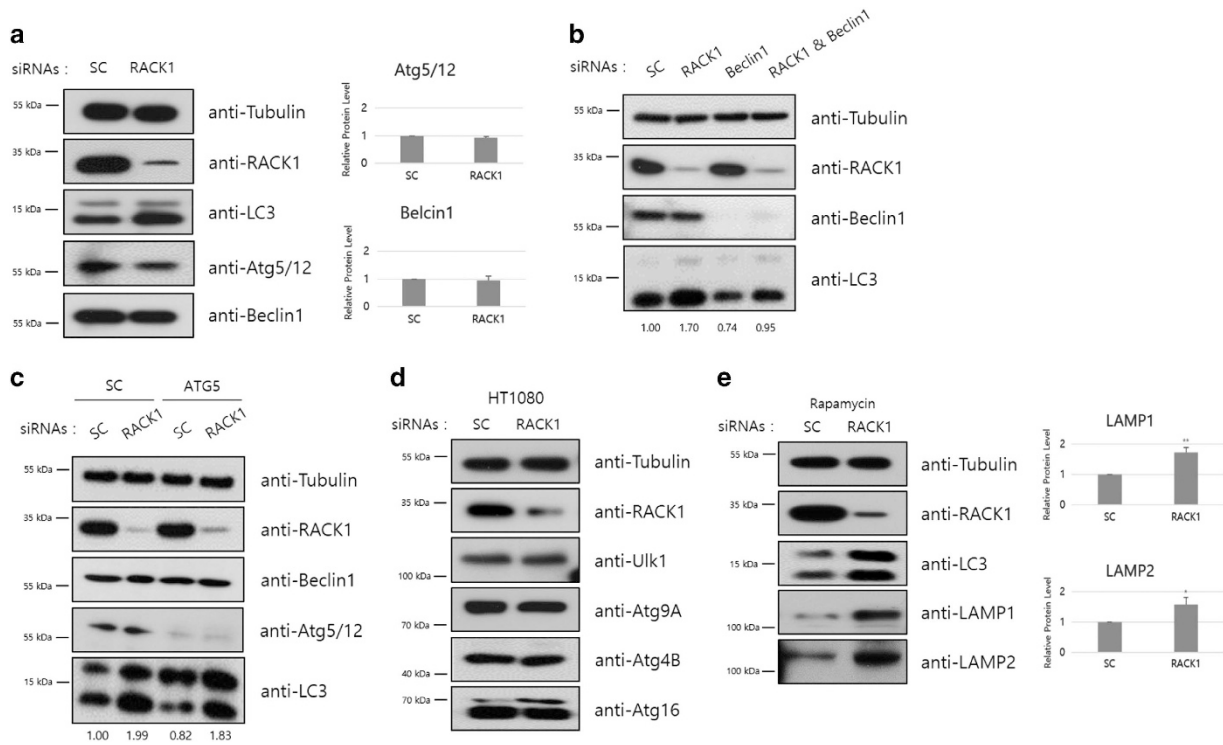 a
siRNAs : SC RACK1
55 kDa anti-Tubulin
35 kDa anti-RACK1
15 kDa anti-LC3
55 kDa anti-Atg5/12
55 kDa anti-Beclin1
Atg5/12
Relative Protein Level
2
1
0
SC RACK1
Belcin1
Relative Protein Level
2
1
0
SC RACK1
b
siRNAs : SC RACK1 Beclin1 RACK1 & Beclin1
55 kDa anti-Tubulin
35 kDa anti-RACK1
55 kDa anti-Beclin1
15 kDa anti-LC3
1.00 1.70 0.74 0.95
c
SC ATG5
siRNAs : SC RACK1 SC RACK1
55 kDa anti-Tubulin
35 kDa anti-RACK1
55 kDa anti-Beclin1
55 kDa anti-Atg5/12
15 kDa anti-LC3
1.00 1.99 0.82 1.83
d
HT1080
siRNAs : SC RACK1
55 kDa anti-Tubulin
35 kDa anti-RACK1
100 kDa anti-Ulk1
70 kDa anti-Atg9A
40 kDa anti-Atg4B
70 kDa anti-Atg16
e
Rapamycin
siRNAs : SC RACK1
55 kDa anti-Tubulin
35 kDa anti-RACK1
15 kDa anti-LC3
100 kDa anti-LAMP1
100 kDa anti-LAMP2
LAMP1
Relative Protein Level
2
1
0
**
SC RACK1
LAMP2
Relative Protein Level
2
1
0
*
SC RACK1